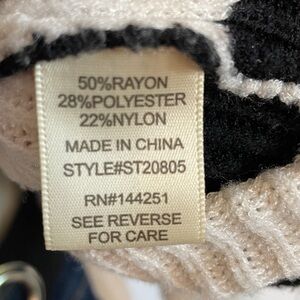 50%RAYON
28%POLYESTER
22%NYLON
MADE IN CHINA
STYLE#ST20805
RN#144251
SEE REVERSE
FOR CARE